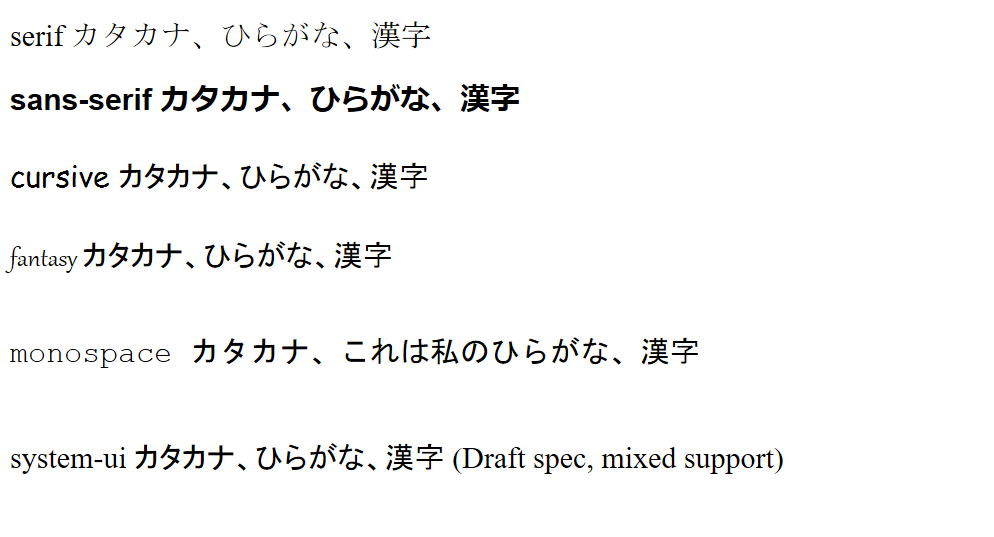 serif カタカナ、ひらがな、漢字
sans-serif カタカナ、ひらがな、漢字
cursive カタカナ、ひらがな、漢字
fantasy カタカナ、ひらがな、漢字
monospace カタカナ、これは私のひらがな、漢字
system-ui カタカナ、ひらがな、漢字 (Draft spec, mixed support)